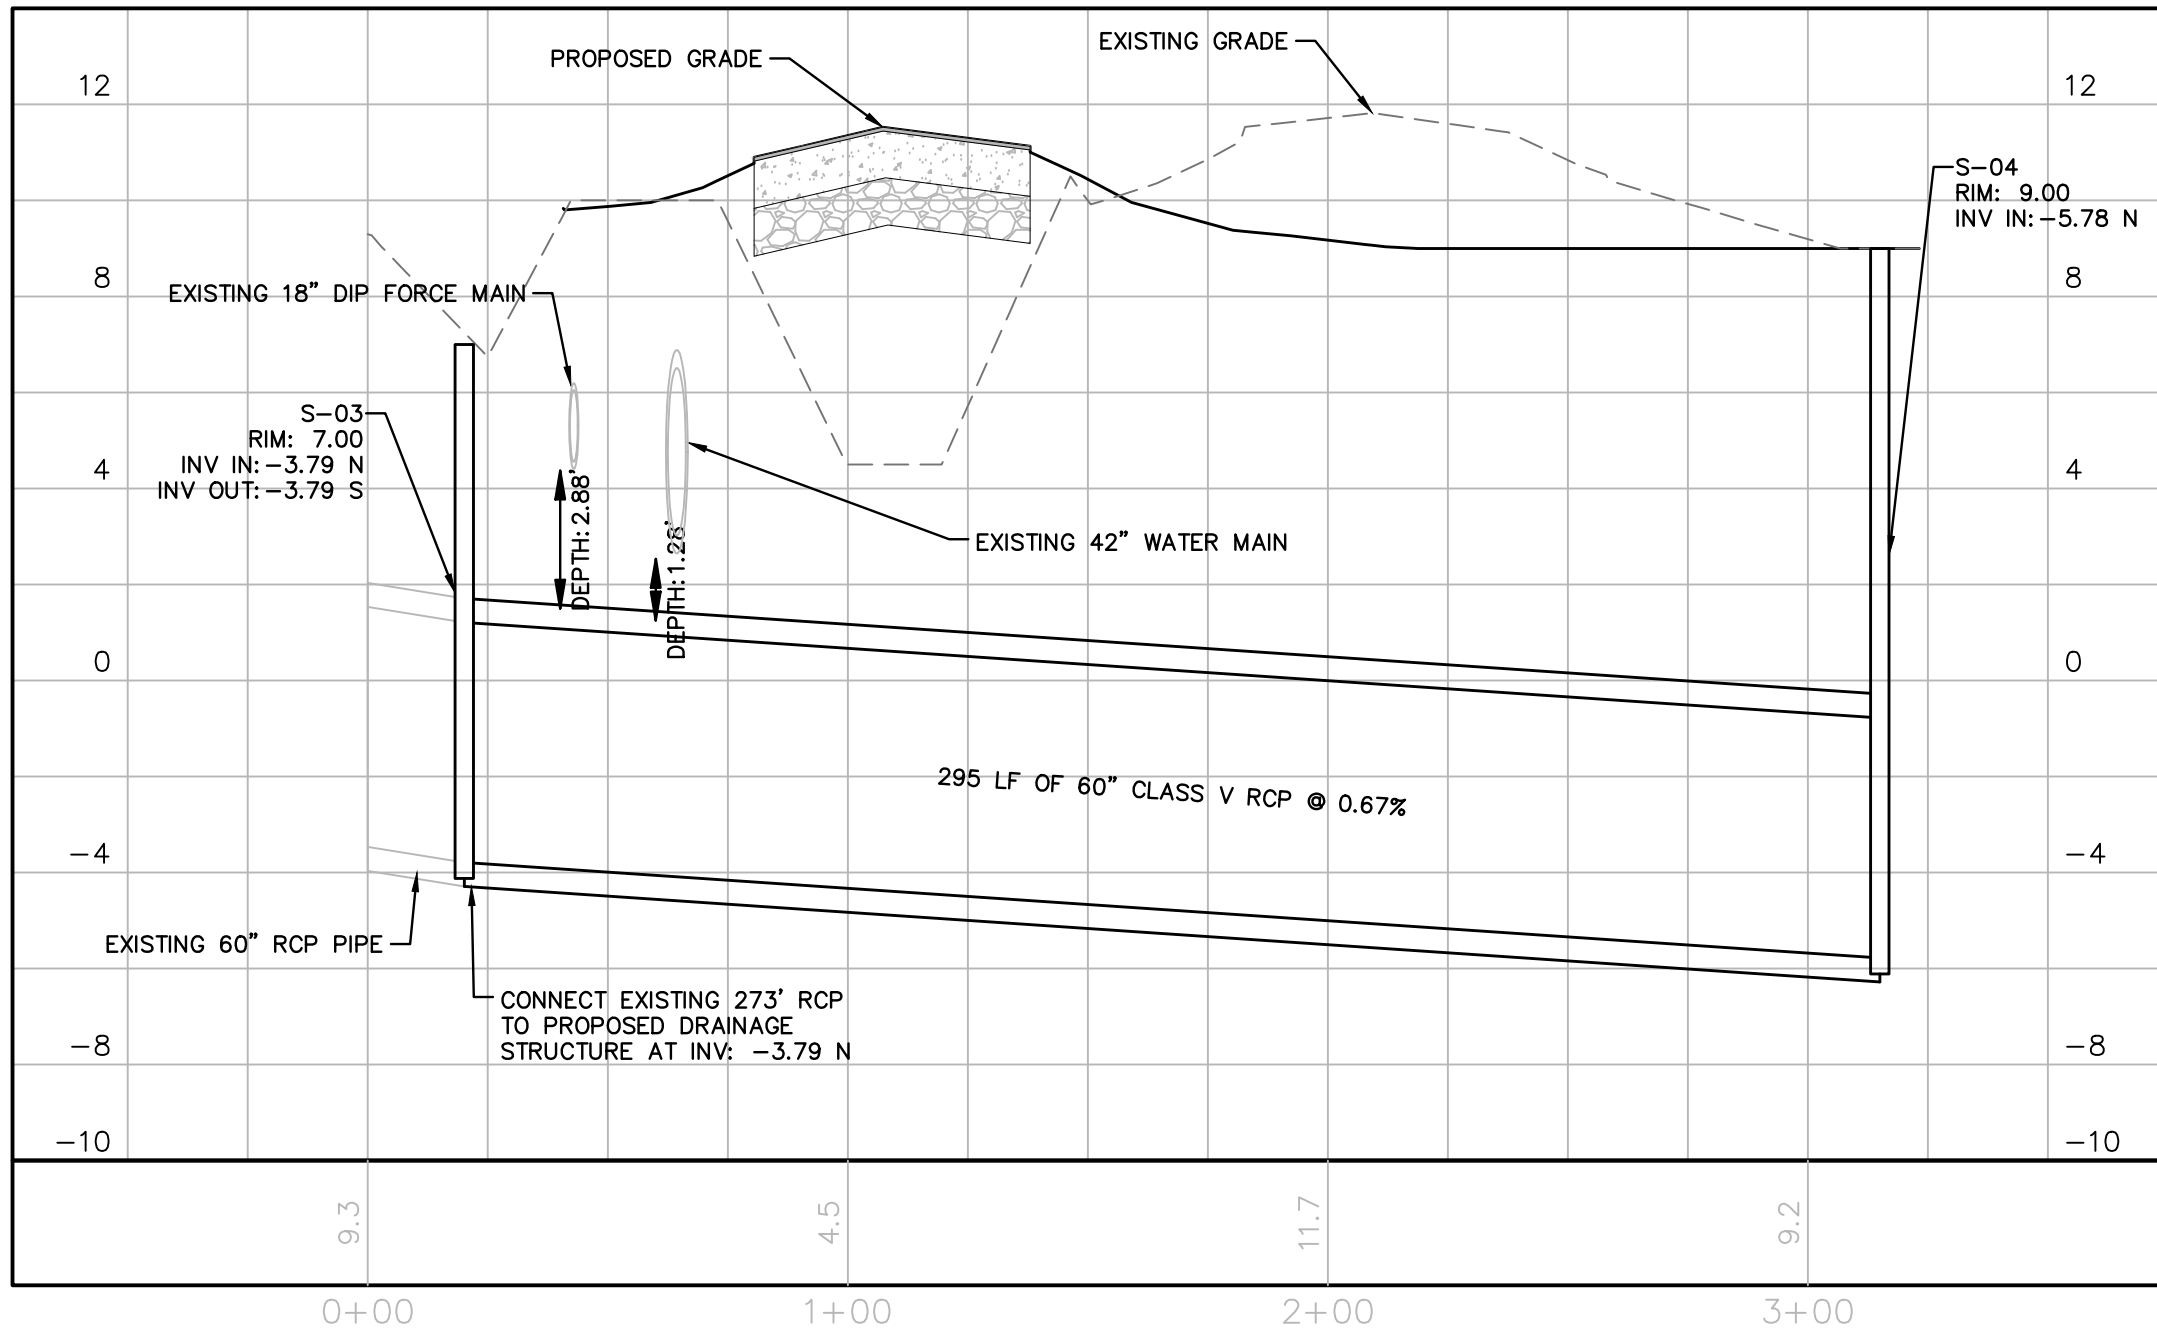 PROPOSED GRADE
EXISTING GRADE
12
12
8
8
4
4
0
0
-4
-4
-8
-8
-10
-10
S-04
RIM: 9.00
INV IN:-5.78 N
EXISTING 18" DIP FORCE MAIN
S-03
RIM: 7.00
INV IN:-3.79 N
INV OUT:-3.79 S
DEPTH:2.88'
DEPTH:1.28'
EXISTING 42" WATER MAIN
295 LF OF 60" CLASS V RCP @ 0.67%
EXISTING 60" RCP PIPE
CONNECT EXISTING 273' RCP
TO PROPOSED DRAINAGE
STRUCTURE AT INV: -3.79 N
9.3
4.5
11.7
9.2
0+00
1+00
2+00
3+00